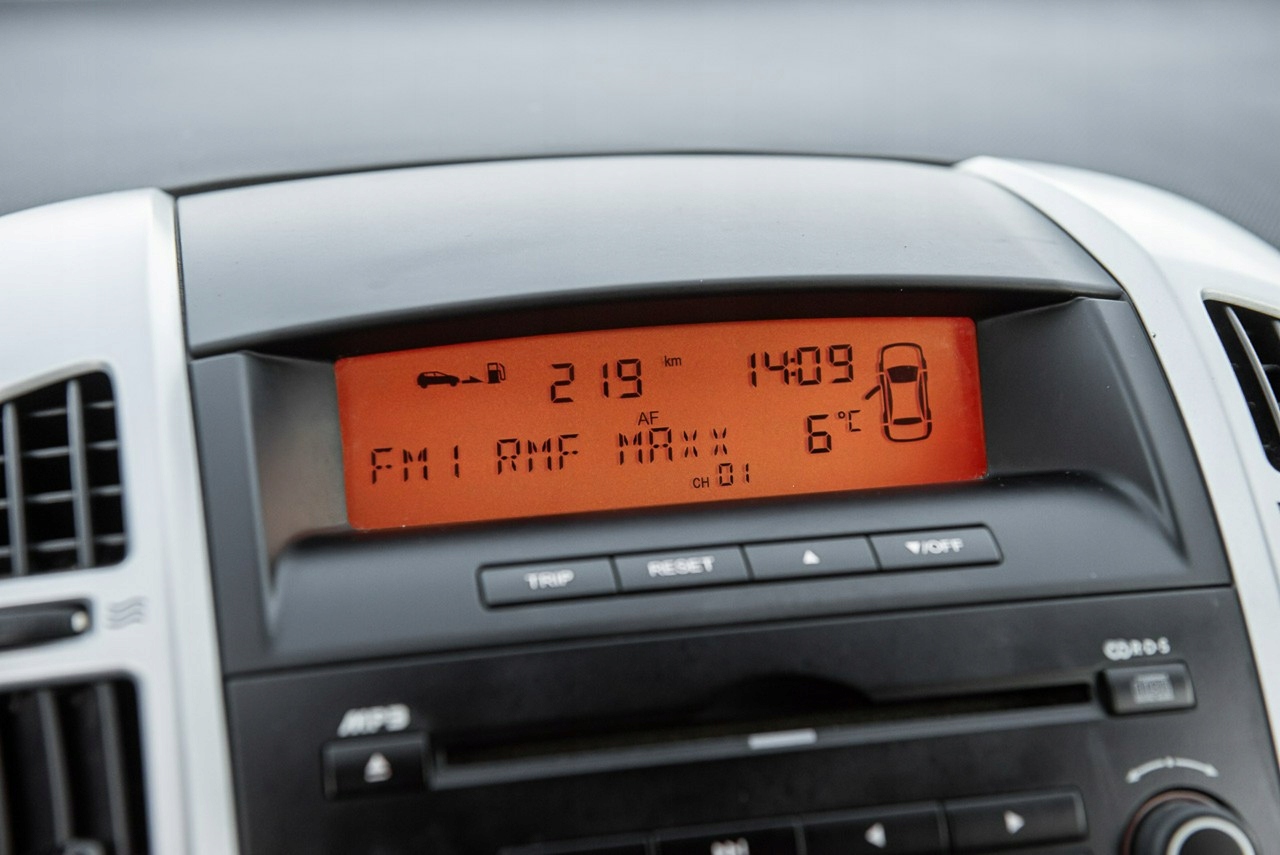 219 km 14:09
AF
FM1 RMF MAXX 6°C
CH 01
TRIP RESET ▲ ▼/OFF
CD RDS
MP3